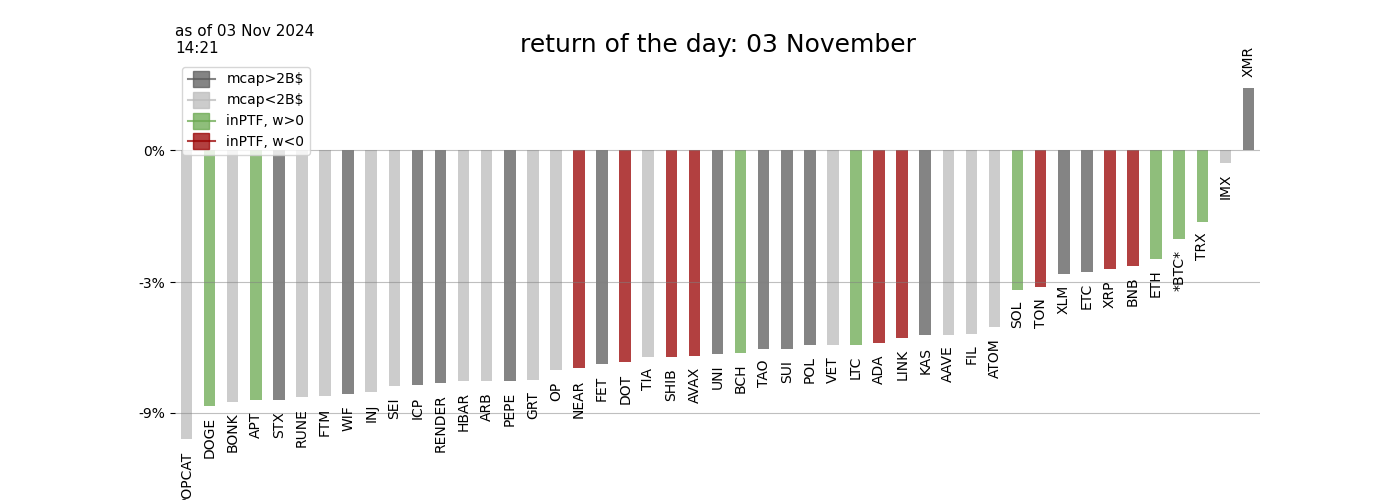 as of 03 Nov 2024
14:21
return of the day: 03 November
mcap>2B$
mcap<2B$
inPTF, w>0
inPTF, w<0
0%
-3%
-9%
DOGE
BONK
APT
STX
RUNE
FTM
WIF
INJ
SEI
ICP
RENDER
HBAR
ARB
PEPE
GRT
OP
NEAR
FET
DOT
TIA
SHIB
AVAX
UNI
BCH
TAO
SUI
POL
VET
LTC
ADA
LINK
KAS
AAVE
FIL
ATOM
SOL
TON
XLM
ETC
XRP
BNB
ETH
*BTC*
TRX
IMX
XMR